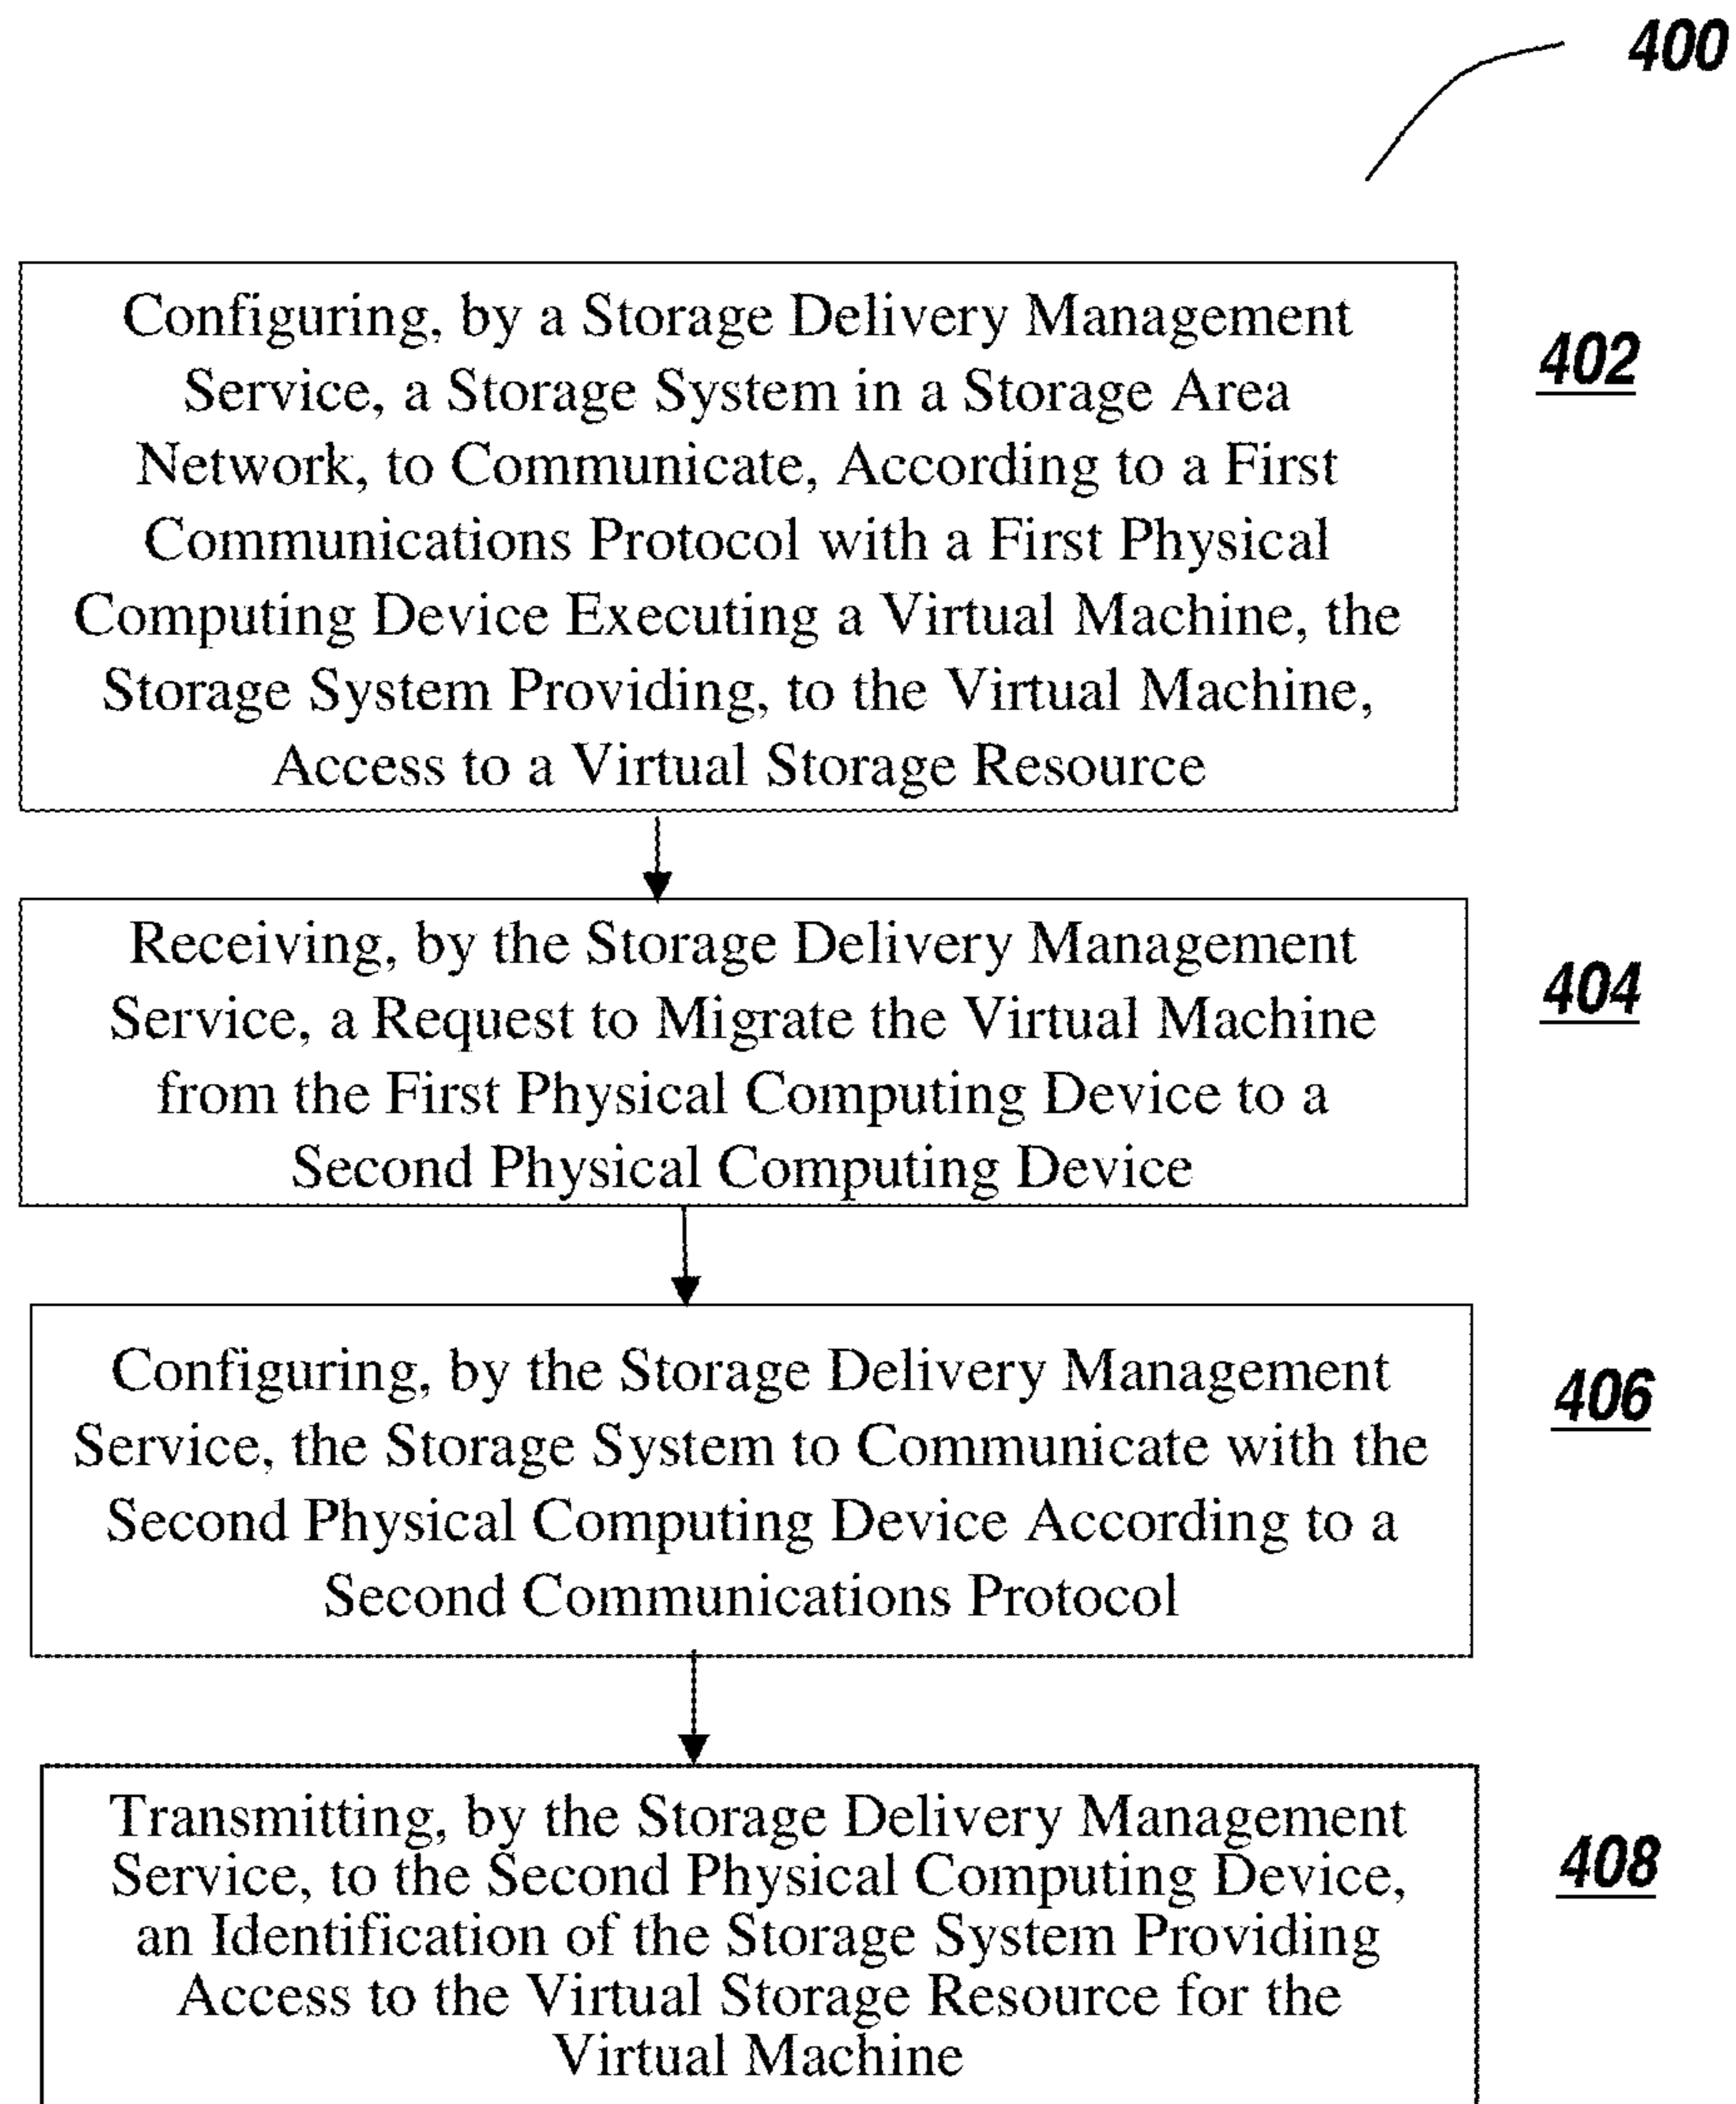 400
Configuring, by a Storage Delivery Management
Service, a Storage System in a Storage Area
Network, to Communicate, According to a First
Communications Protocol with a First Physical
Computing Device Executing a Virtual Machine, the
Storage System Providing, to the Virtual Machine,
Access to a Virtual Storage Resource
402
Receiving, by the Storage Delivery Management
Service, a Request to Migrate the Virtual Machine
from the First Physical Computing Device to a
Second Physical Computing Device
404
Configuring, by the Storage Delivery Management
Service, the Storage System to Communicate with the
Second Physical Computing Device According to a
Second Communications Protocol
406
Transmitting, by the Storage Delivery Management
Service, to the Second Physical Computing Device,
an Identification of the Storage System Providing
Access to the Virtual Storage Resource for the
Virtual Machine
408